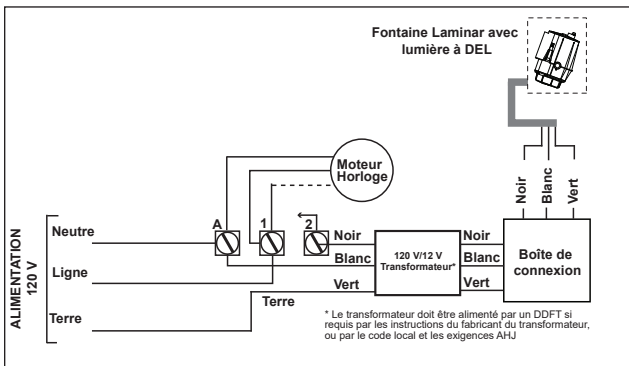 Fontaine Laminar avec
lumière à DEL
Moteur
Horloge
Noir
Blanc
Vert
ALIMENTATION
120 V
Neutre
A
1
2
Noir
Blanc
Vert
120 V/12 V
Transformateur*
Noir
Blanc
Vert
Boîte de
connexion
Ligne
Terre
Terre
* Le transformateur doit être alimenté par un DDFT si
requis par les instructions du fabricant du transformateur,
ou par le code local et les exigences AHJ